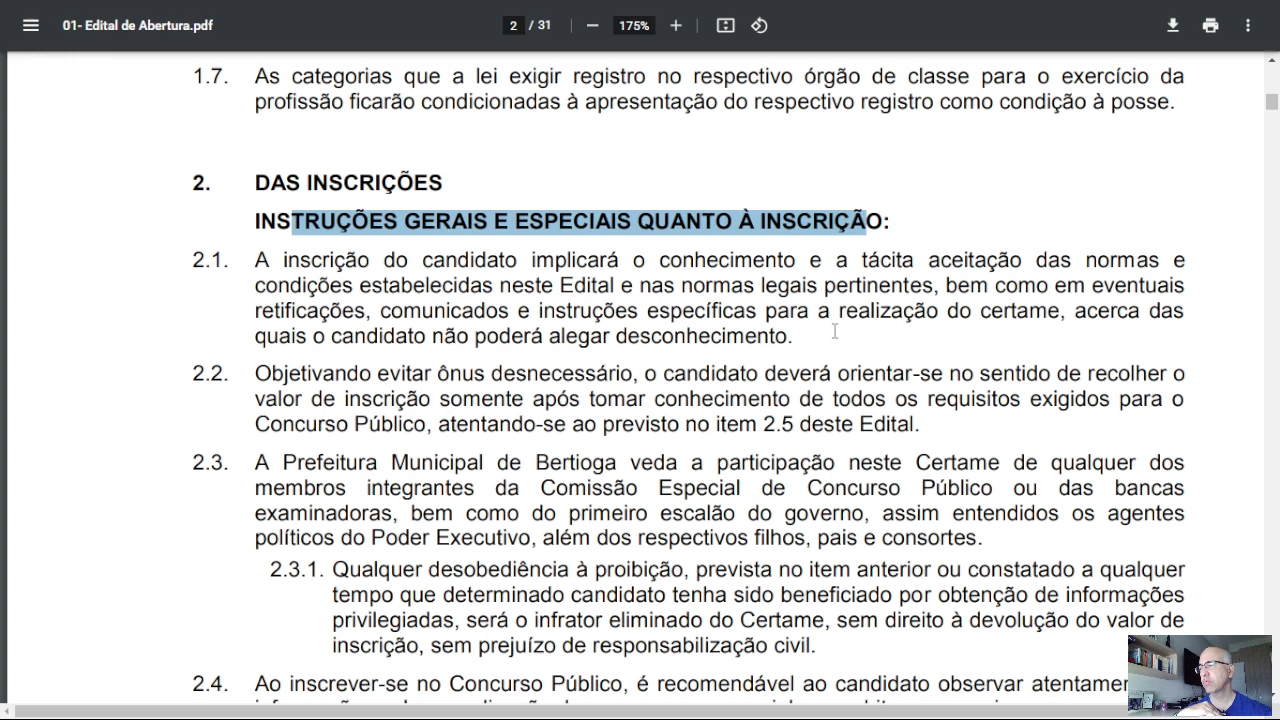 01- Edital de Abertura.pdf
2 / 31
175%
1.7. As categorias que a lei exigir registro no respectivo órgão de classe para o exercício da
profissão ficarão condicionadas à apresentação do respectivo registro como condição à posse.
2. DAS INSCRIÇÕES
INSTRUÇÕES GERAIS E ESPECIAIS QUANTO À INSCRIÇÃO:
2.1. A inscrição do candidato implicará o conhecimento e a tácita aceitação das normas e
condições estabelecidas neste Edital e nas normas legais pertinentes, bem como em eventuais
retificações, comunicados e instruções específicas para a realização do certame, acerca das
quais o candidato não poderá alegar desconhecimento.
2.2. Objetivando evitar ônus desnecessário, o candidato deverá orientar-se no sentido de recolher o
valor de inscrição somente após tomar conhecimento de todos os requisitos exigidos para o
Concurso Público, atentando-se ao previsto no item 2.5 deste Edital.
2.3. A Prefeitura Municipal de Bertioga veda a participação neste Certame de qualquer dos
membros integrantes da Comissão Especial de Concurso Público ou das bancas
examinadoras, bem como do primeiro escalão do governo, assim entendidos os agentes
políticos do Poder Executivo, além dos respectivos filhos, pais e consortes.
2.3.1. Qualquer desobediência à proibição, prevista no item anterior ou constatado a qualquer
tempo que determinado candidato tenha sido beneficiado por obtenção de informações
privilegiadas, será o infrator eliminado do Certame, sem direito à devolução do valor de
inscrição, sem prejuízo de responsabilização civil.
2.4. Ao inscrever-se no Concurso Público, é recomendável ao candidato observar